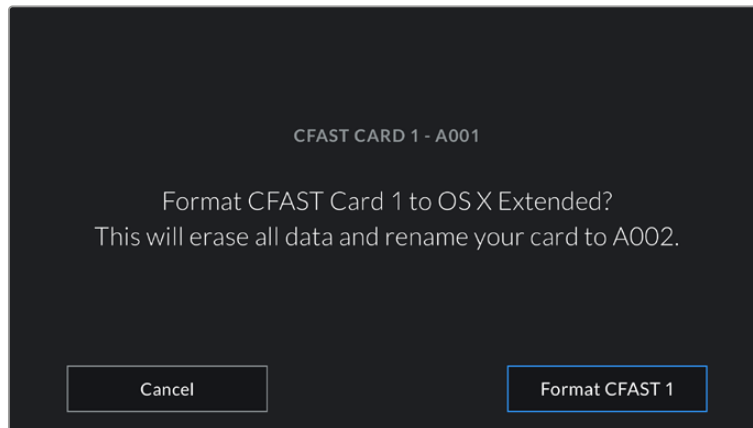 CFAST CARD 1 - A001
Format CFAST Card 1 to OS X Extended?
This will erase all data and rename your card to A002.
Cancel
Format CFAST 1